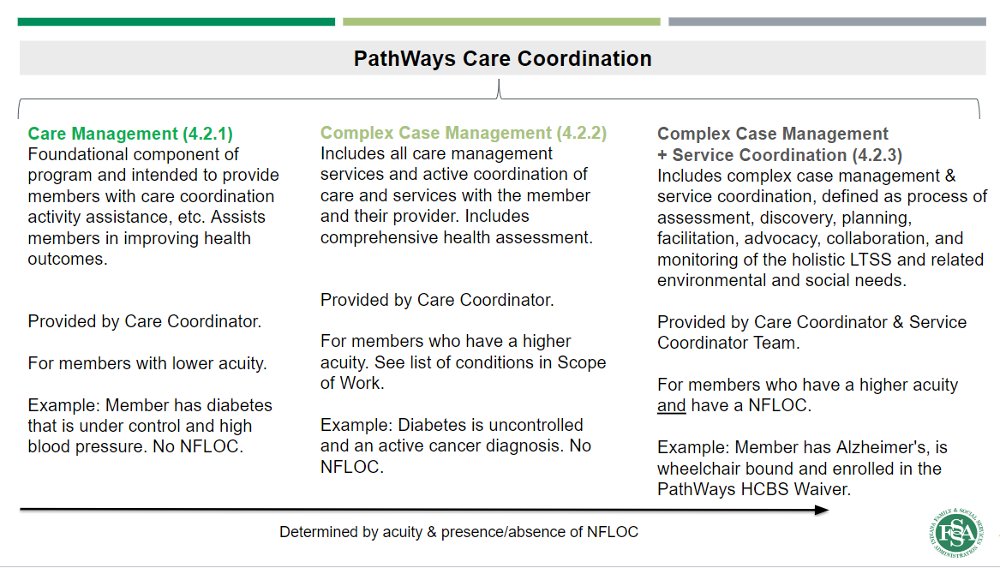 PathWays Care Coordination
Care Management (4.2.1)
Foundational component of
program and intended to provide
members with care coordination
activity assistance, etc. Assists
members in improving health
outcomes.
Provided by Care Coordinator.
For members with lower acuity.
Example: Member has diabetes
that is under control and high
blood pressure. No NFLOC.
Complex Case Management (4.2.2)
Includes all care management
services and active coordination of
care and services with the member
and their provider. Includes
comprehensive health assessment.
Provided by Care Coordinator.
For members who have a higher
acuity. See list of conditions in Scope
of Work.
Example: Diabetes is uncontrolled
and an active cancer diagnosis. No
NFLOC.
Complex Case Management
+ Service Coordination (4.2.3)
Includes complex case management &
service coordination, defined as process of
assessment, discovery, planning,
facilitation, advocacy, collaboration, and
monitoring of the holistic LTSS and related
environmental and social needs.
Provided by Care Coordinator & Service
Coordinator Team.
For members who have a higher acuity
and have a NFLOC.
Example: Member has Alzheimer's, is
wheelchair bound and enrolled in the
PathWays HCBS Waiver.
Determined by acuity & presence/absence of NFLOC
INDIANA FAMILY & SOCIAL SERVICES ADMINISTRATION
FSSA